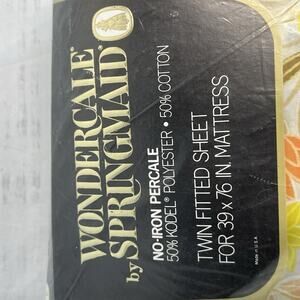 WONDERCALE®
by SPRINGMAID®
NO-IRON PERCALE
50% KODEL® POLYESTER • 50% COTTON
TWIN FITTED SHEET
FOR 39 x 76 IN. MATTRESS
Made in U.S.A.